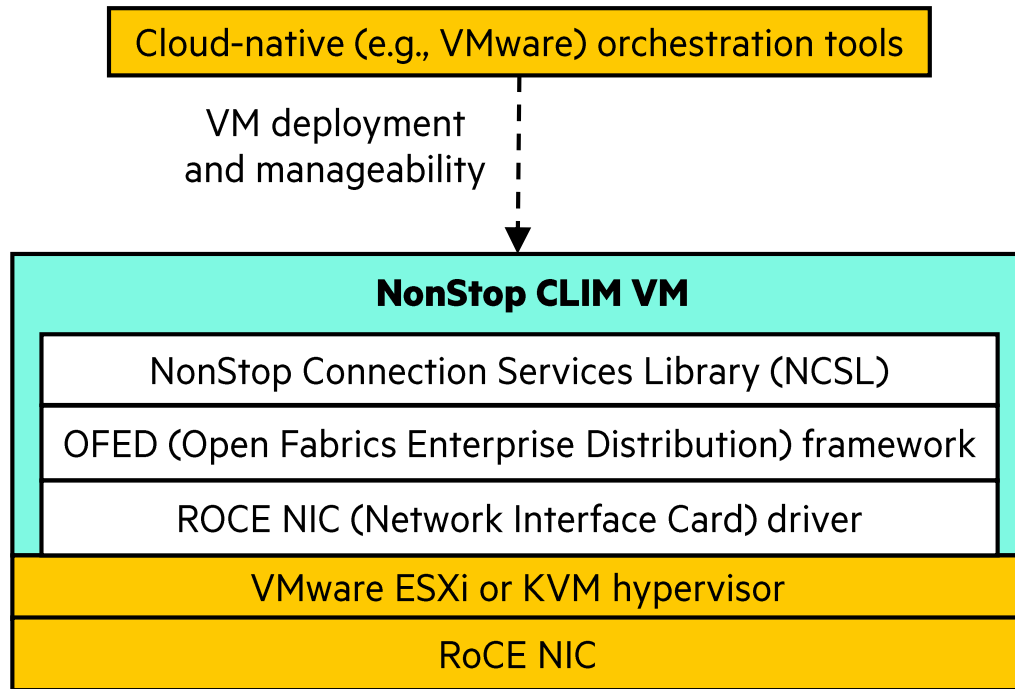 Cloud-native (e.g., VMware) orchestration tools
VM deployment
and manageability
NonStop CLIM VM
NonStop Connection Services Library (NCSL)
OFED (Open Fabrics Enterprise Distribution) framework
ROCE NIC (Network Interface Card) driver
VMware ESXi or KVM hypervisor
RoCE NIC